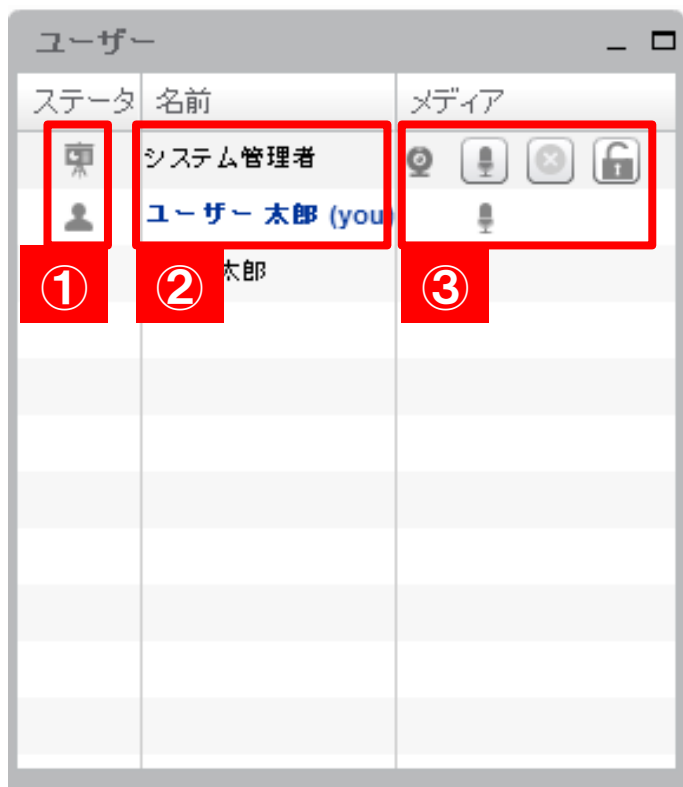 ユーザー
ステータ 名前 メディア
システム管理者
ユーザー 太郎 (you)
太郎
① ② ③